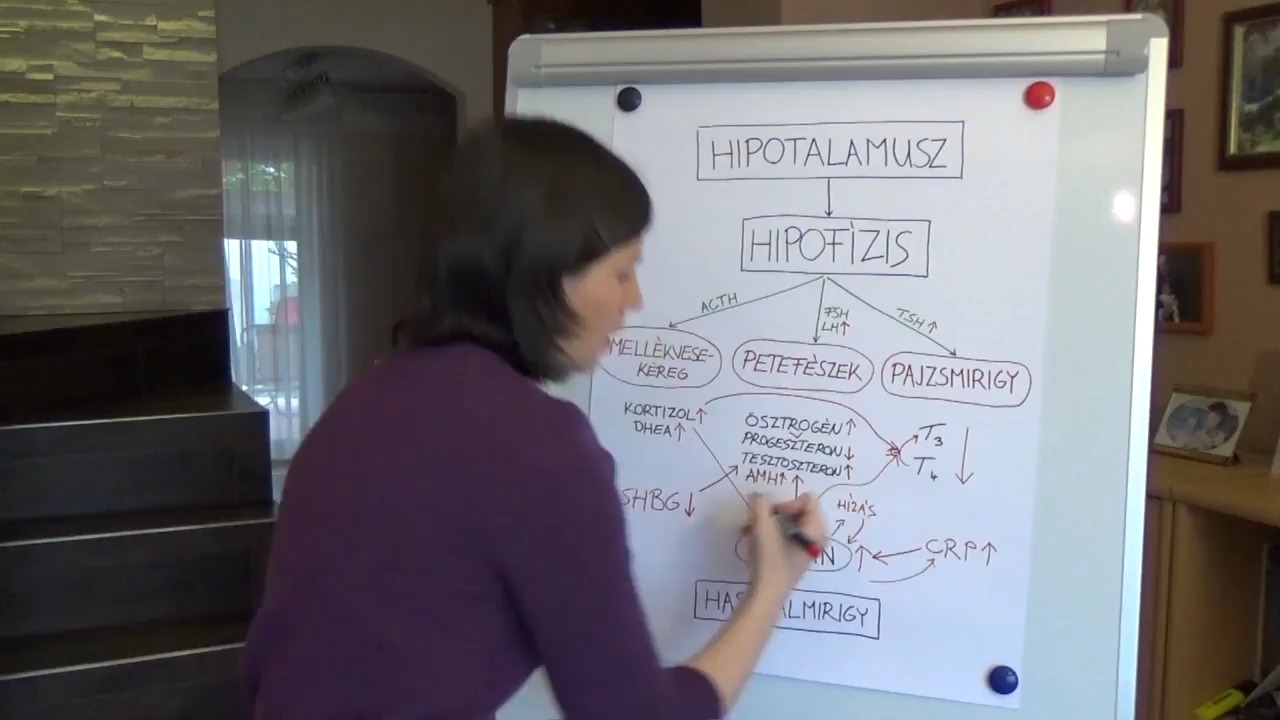 HIPOTALAMUSZ
HIPOFÍZIS
ACTH
FSH
LH↑
TSH↑
MELLÉKVESE-
KÉREG
PETEFÉSZEK
PAJZSMIRIGY
KORTIZOL↑
DHEA↑
ÖSZTROGÉN↑
PROGESZTERON↓
TESZTOSZTERON↑
AMH↑
T3
T4
SHBG↓
HÍZÁS
CRP↑